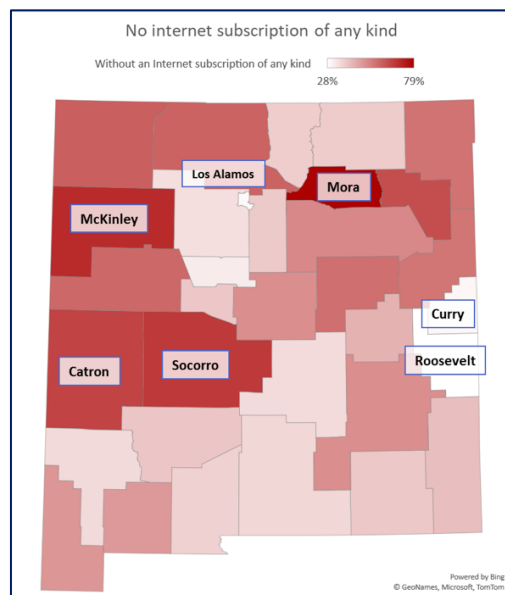 No internet subscription of any kind
Without an Internet subscription of any kind
28% 79%
Los Alamos
Mora
McKinley
Curry
Roosevelt
Catron
Socorro
Powered by Bing
© GeoNames, Microsoft, TomTom